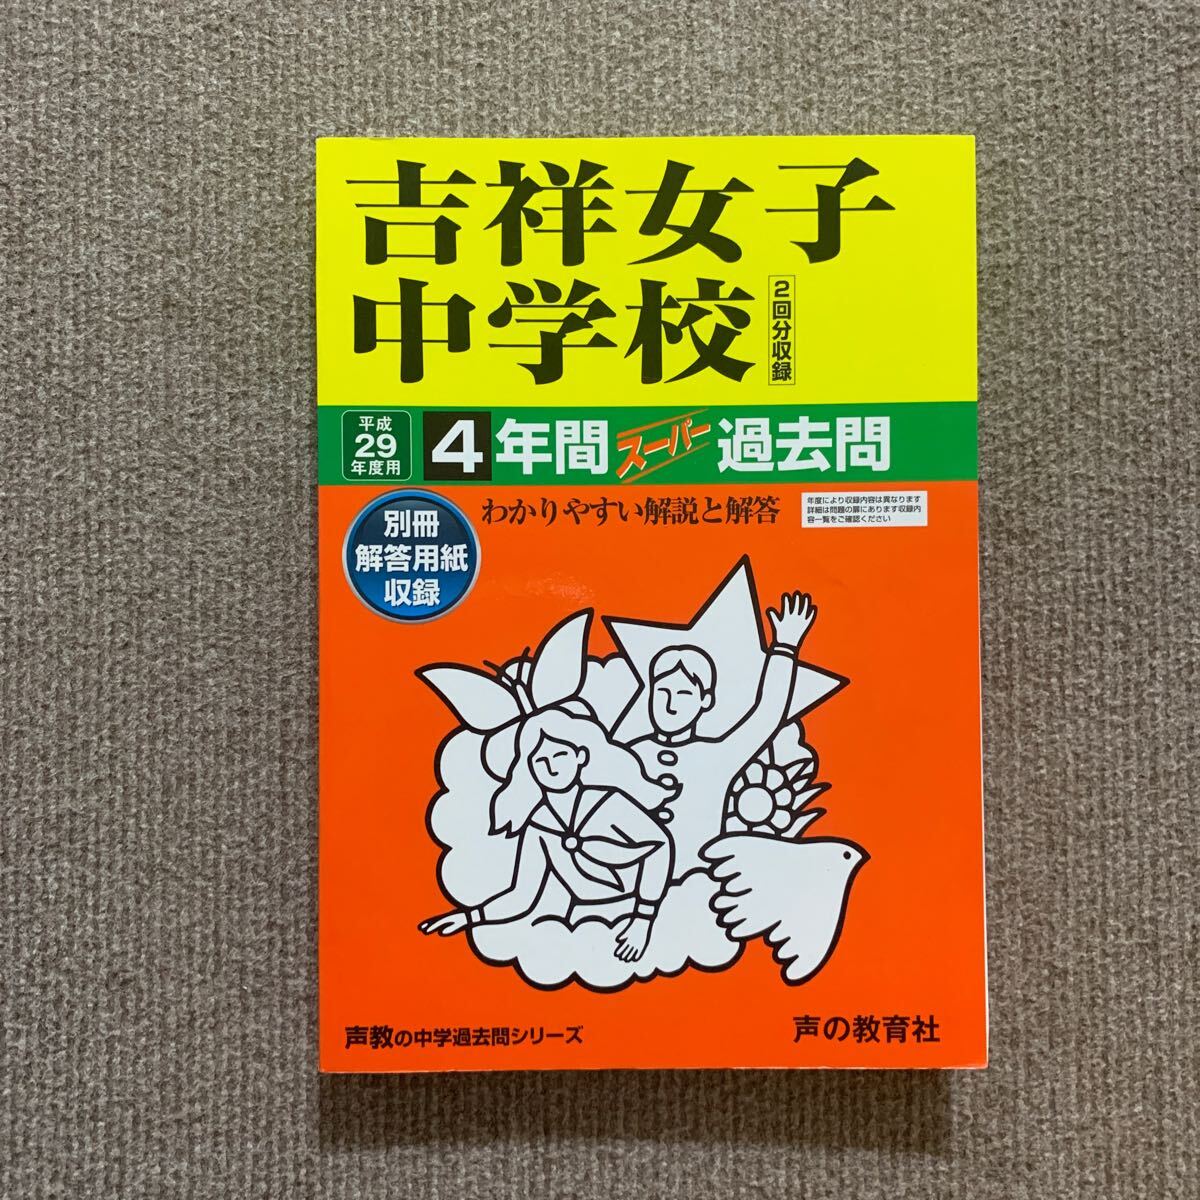 吉祥女子
中学校
2回分収録
平成
29
年度用
4年間スーパー過去問
わかりやすい解説と解答
年度により収録内容は異なります
詳細は問題の扉にあります収録内
容一覧をご確認ください
別冊
解答用紙
収録
声教の中学過去問シリーズ
声の教育社